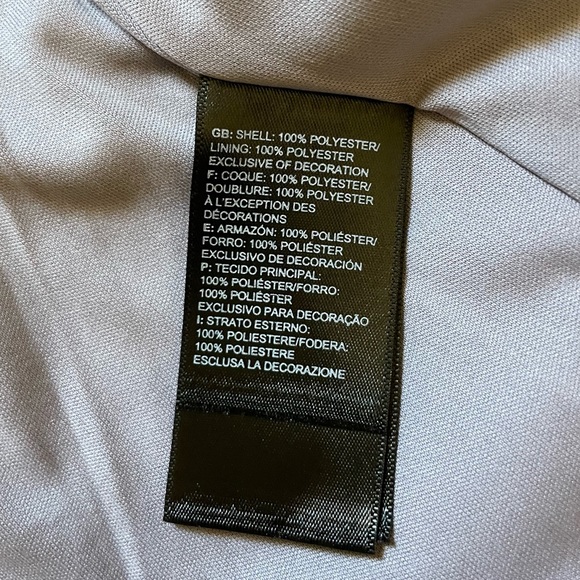 GB: SHELL: 100% POLYESTER/
LINING: 100% POLYESTER
EXCLUSIVE OF DECORATION
F: COQUE: 100% POLYESTER/
DOUBLURE: 100% POLYESTER
À L'EXCEPTION DES
DÉCORATIONS
E: ARMAZÓN: 100% POLIÉSTER/
FORRO: 100% POLIÉSTER
EXCLUSIVO DE DECORACIÓN
P: TECIDO PRINCIPAL:
100% POLIÉSTER/FORRO:
100% POLIÉSTER
EXCLUSIVO PARA DECORAÇÃO
I: STRATO ESTERNO:
100% POLIESTERE/FODERA:
100% POLIESTERE
ESCLUSA LA DECORAZIONE